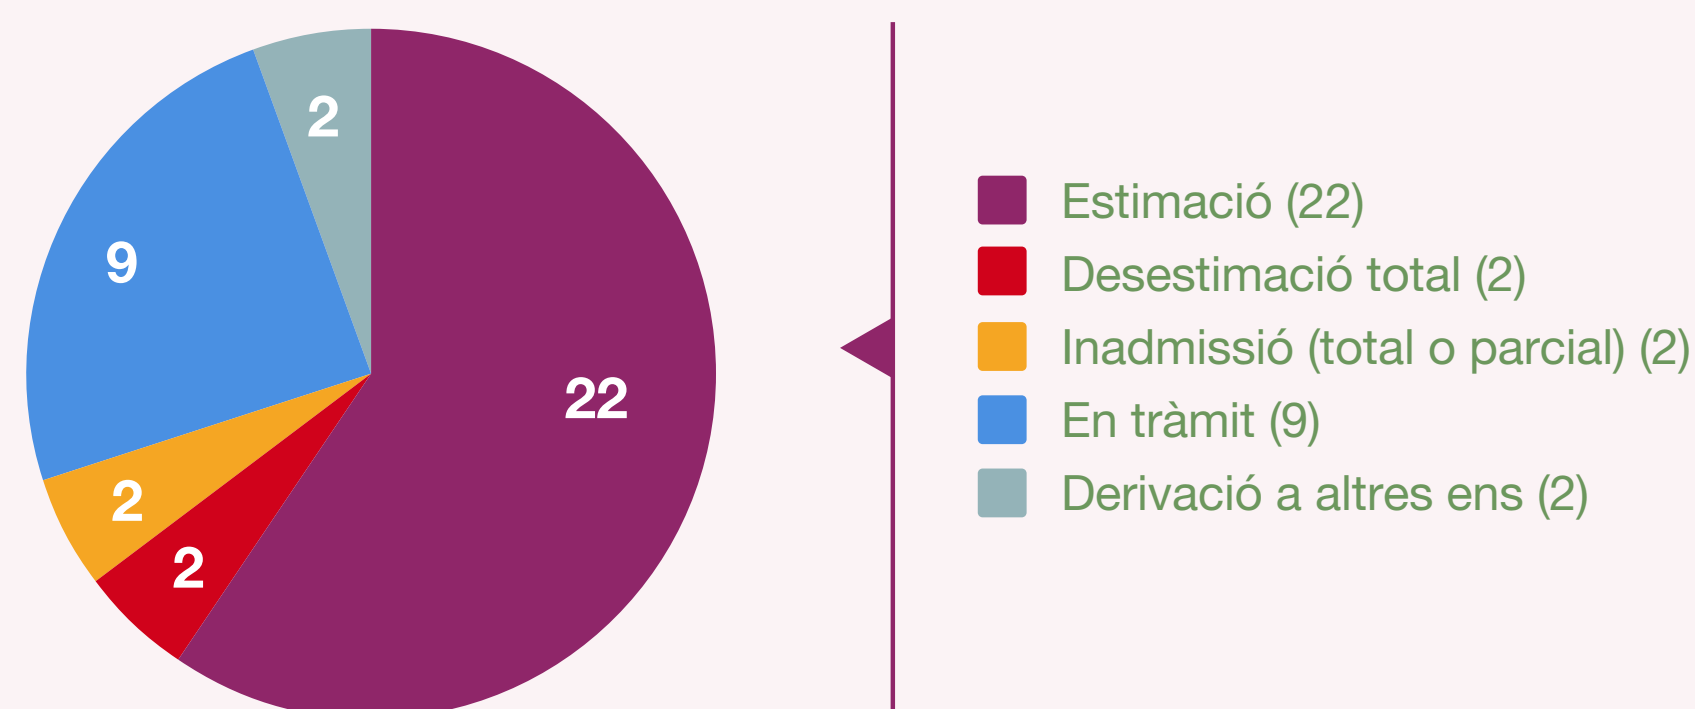 2
9
22
2
2
Estimació (22)
Desestimació total (2)
Inadmissió (total o parcial) (2)
En tràmit (9)
Derivació a altres ens (2)